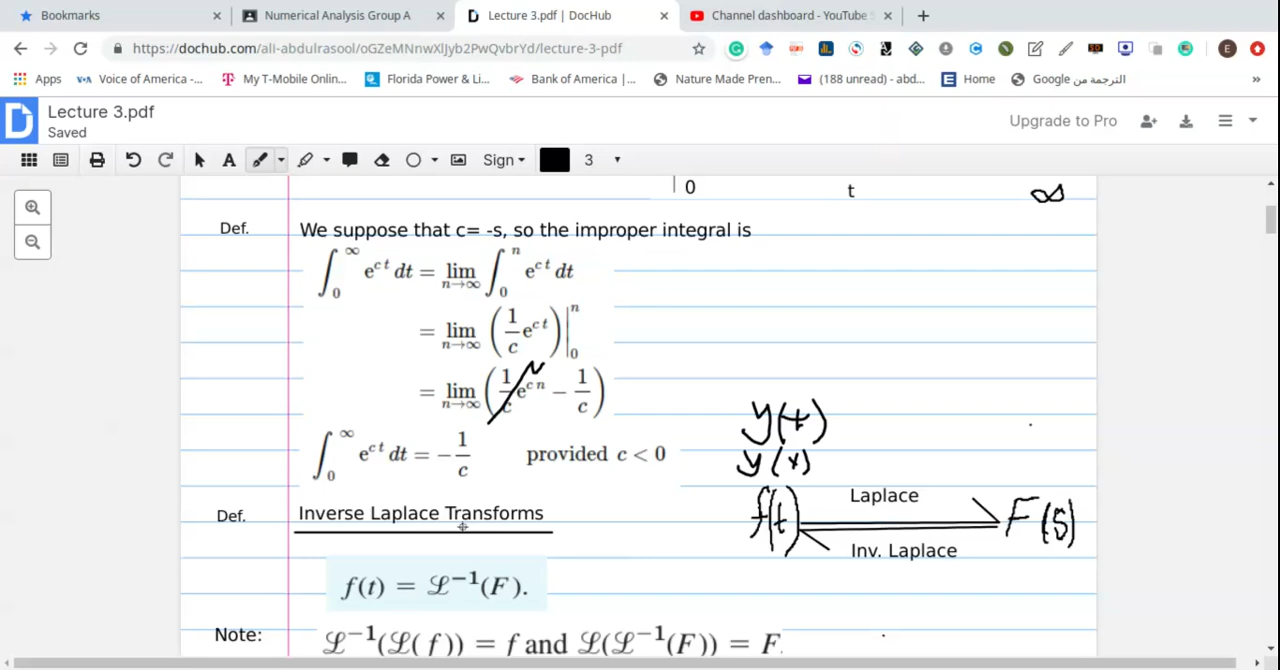 Bookmarks
Numerical Analysis Group A
Lecture 3.pdf | DocHub
Channel dashboard - YouTube S
https://dochub.com/ali-abdulrasool/oGZeMNnwXlJyb2PwQvbrYd/lecture-3-pdf
Apps
Voice of America -...
My T-Mobile Onlin...
Florida Power & Li...
Bank of America |...
Nature Made Pren...
(188 unread) - abd...
Home
الترجمة من Google
»
Lecture 3.pdf
Saved
Upgrade to Pro
A
Sign
3
0 t ∞
Def. We suppose that c= -s, so the improper integral is
∫₀^∞ e^{ct} dt = lim_{n→∞} ∫₀^n e^{ct} dt
= lim_{n→∞} (1/c e^{ct}) |₀^n
= lim_{n→∞} (1/c e^{cn} − 1/c)
∫₀^∞ e^{ct} dt = − 1/c provided c < 0
y(t)
y(x)
Laplace
f(t) F(s)
Inv. Laplace
Def. Inverse Laplace Transforms
f(t) = ℒ⁻¹(F).
Note: ℒ⁻¹(ℒ(f)) = f and ℒ(ℒ⁻¹(F)) = F.